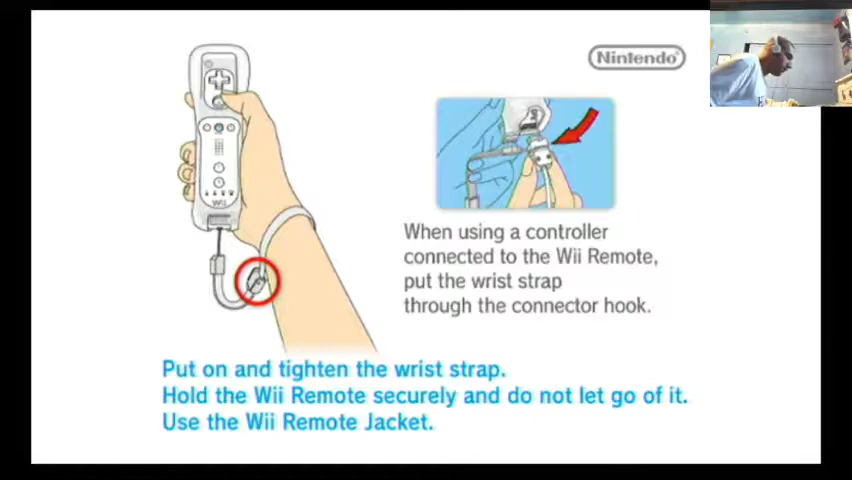 Nintendo
Wii
When using a controller
connected to the Wii Remote,
put the wrist strap
through the connector hook.
Put on and tighten the wrist strap.
Hold the Wii Remote securely and do not let go of it.
Use the Wii Remote Jacket.